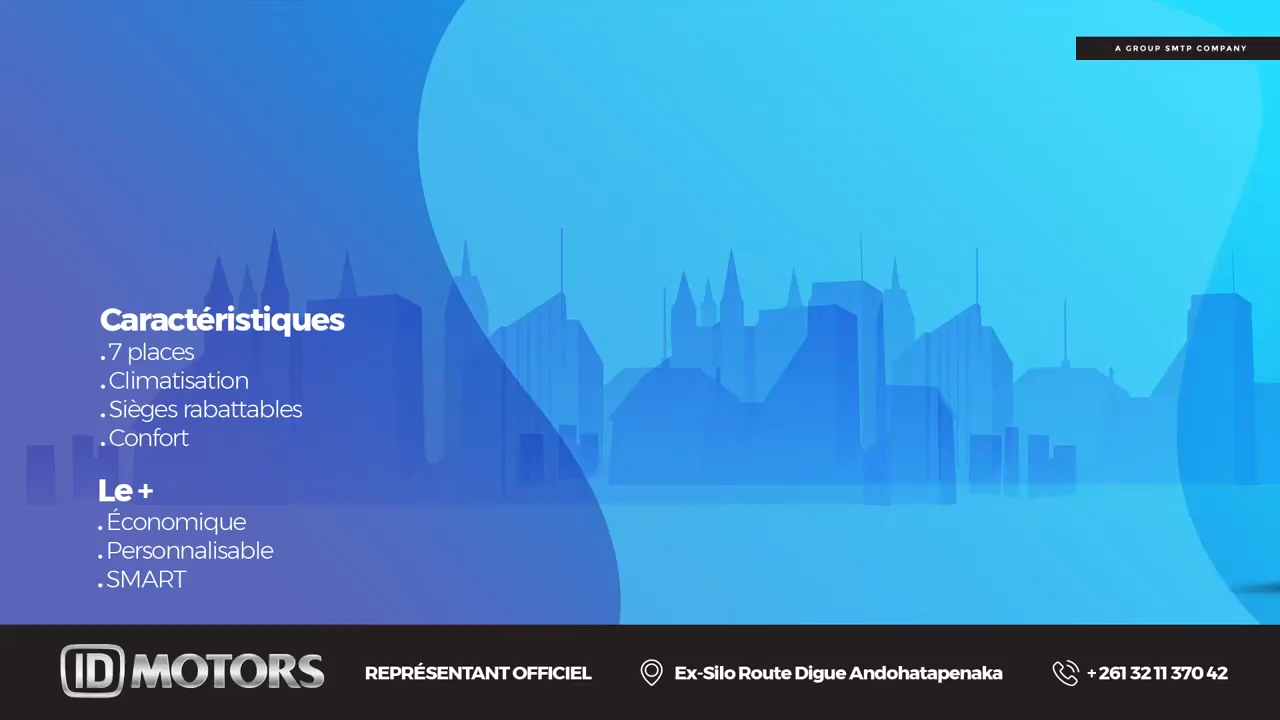 A GROUP SMTP COMPANY
Caractéristiques
. 7 places
. Climatisation
. Sièges rabattables
. Confort
Le +
. Économique
. Personnalisable
. SMART
ID MOTORS
REPRÉSENTANT OFFICIEL
Ex-Silo Route Digue Andohatapenaka
+ 261 32 11 370 42